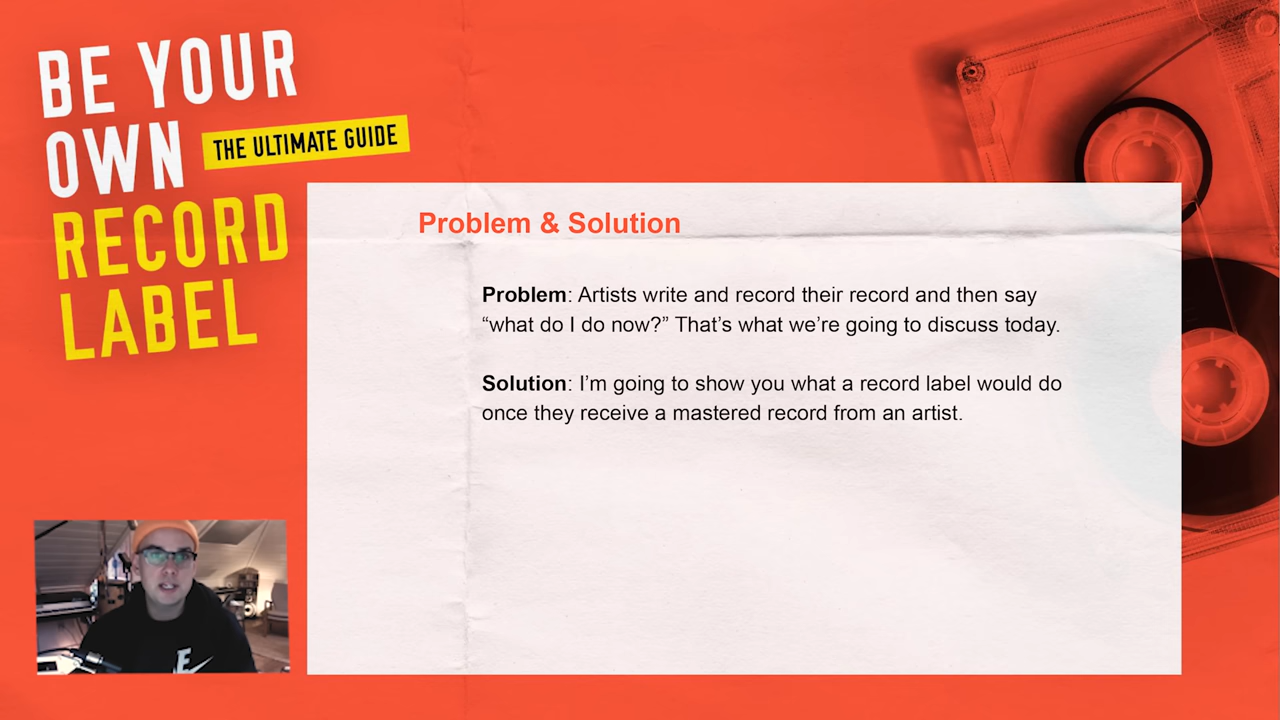 BE YOUR
OWN THE ULTIMATE GUIDE
RECORD
LABEL
Problem & Solution
Problem: Artists write and record their record and then say
“what do I do now?” That’s what we’re going to discuss today.
Solution: I’m going to show you what a record label would do
once they receive a mastered record from an artist.